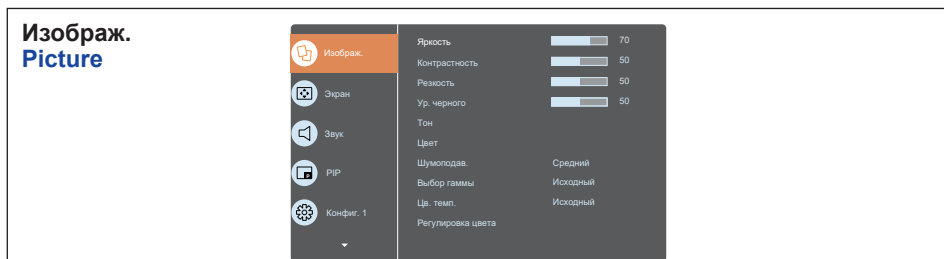 Изображ.
Picture
Изображ.
Экран
Звук
PIP
Конфиг. 1
Яркость 70
Контрастность 50
Резкость 50
Ур. черного 50
Тон
Цвет
Шумоподав. Средний
Выбор гаммы Исходный
Цв. темп. Исходный
Регулировка цвета